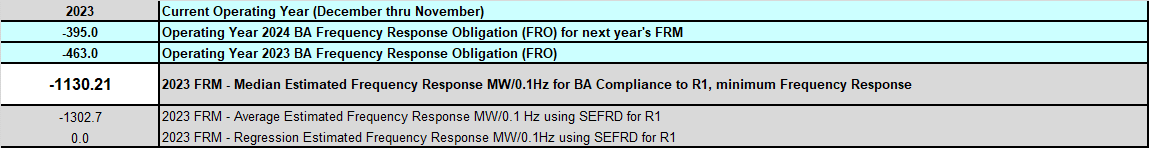 2023 Current Operating Year (December thru November)
-395.0 Operating Year 2024 BA Frequency Response Obligation (FRO) for next year's FRM
-463.0 Operating Year 2023 BA Frequency Response Obligation (FRO)
-1130.21 2023 FRM - Median Estimated Frequency Response MW/0.1Hz for BA Compliance to R1, minimum Frequency Response
-1302.7 2023 FRM - Average Estimated Frequency Response MW/0.1 Hz using SEFRD for R1
0.0 2023 FRM - Regression Estimated Frequency Response MW/0.1Hz using SEFRD for R1